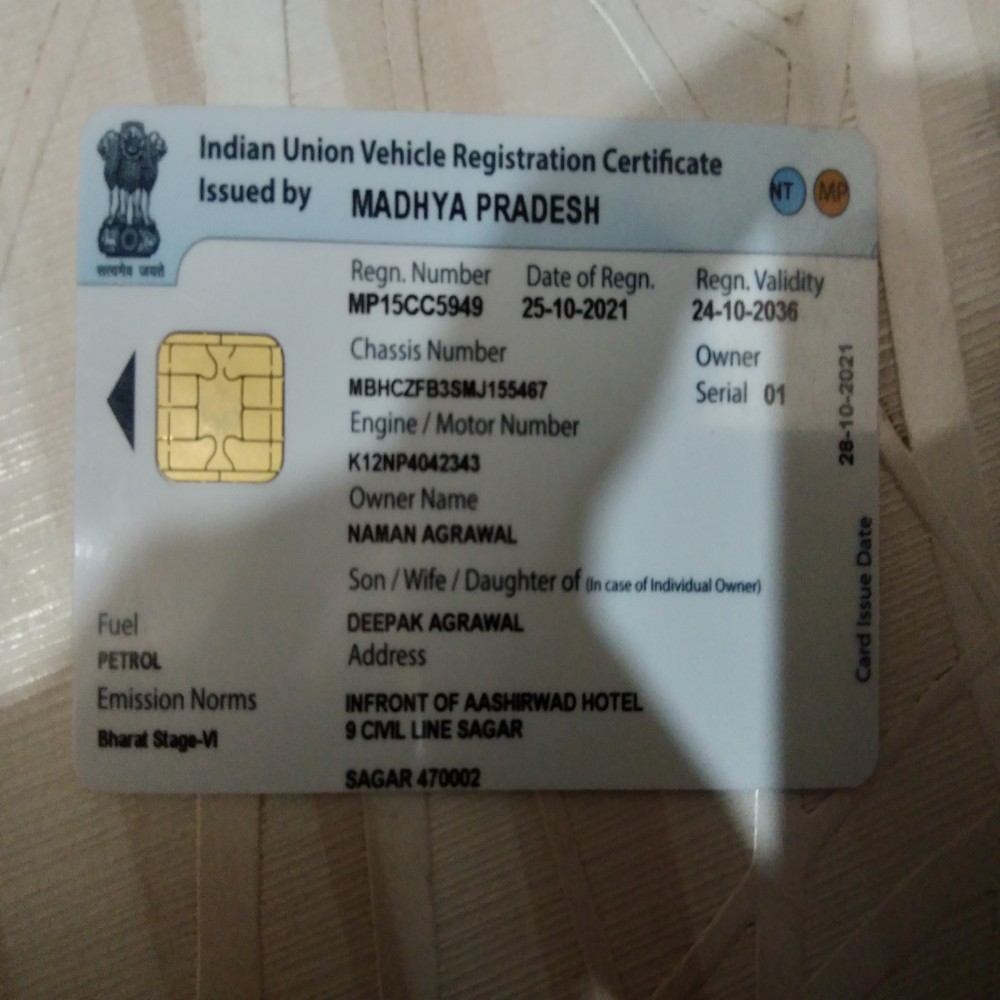 Indian Union Vehicle Registration Certificate
Issued by MADHYA PRADESH
NT MP
सत्यमेव जयते
Regn. Number Date of Regn. Regn. Validity
MP15CC5949 25-10-2021 24-10-2036
Chassis Number Owner
MBHCZFB3SMJ155467 Serial 01
Engine / Motor Number
K12NP4042343
Owner Name
NAMAN AGRAWAL
Son / Wife / Daughter of (In case of Individual Owner)
Fuel DEEPAK AGRAWAL
PETROL Address
Emission Norms INFRONT OF AASHIRWAD HOTEL
Bharat Stage-VI 9 CIVIL LINE SAGAR
SAGAR 470002
Card Issue Date 28-10-2021